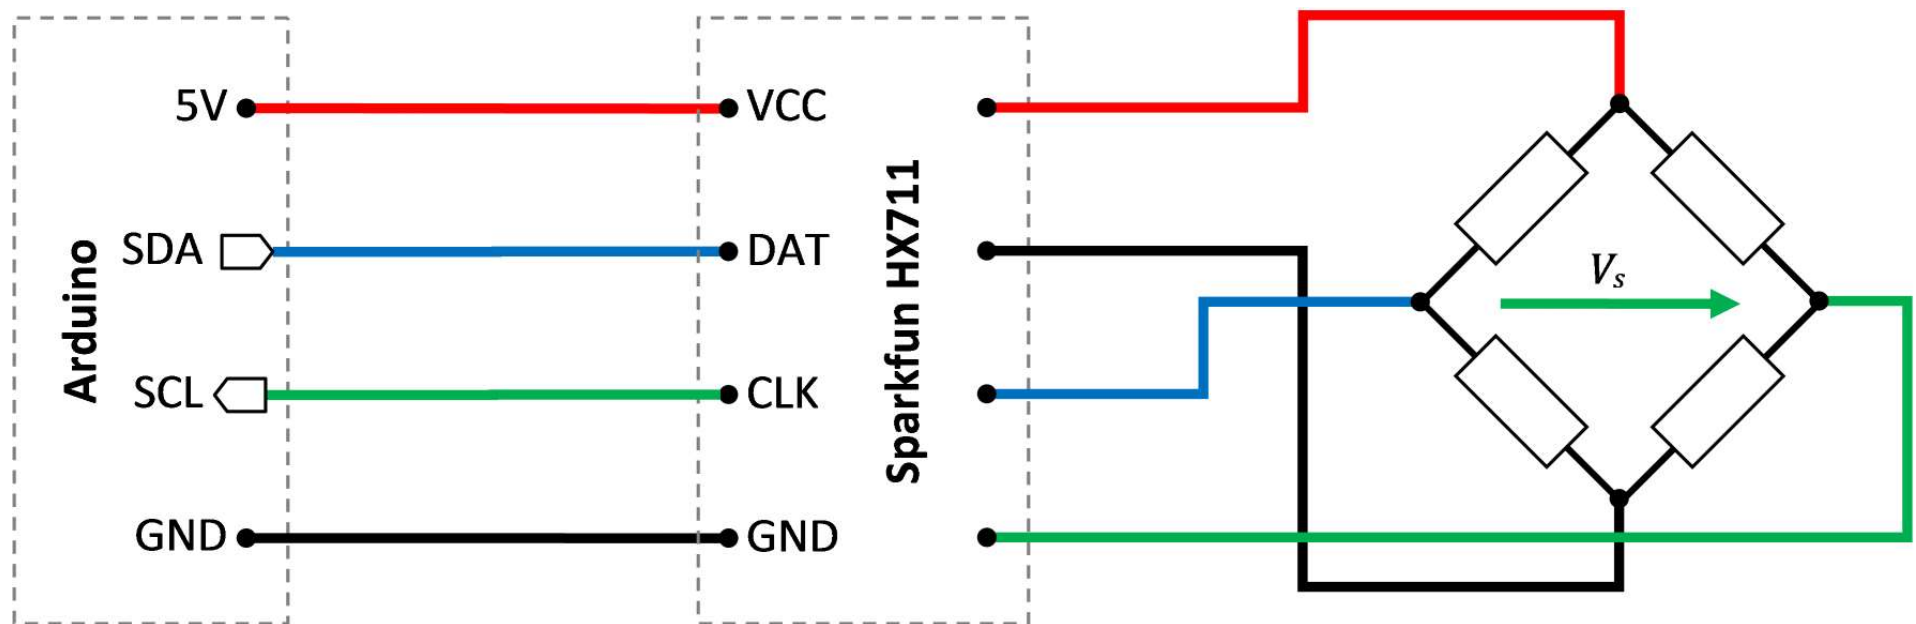 5V
VCC
SDA
DAT
SCL
CLK
GND
GND
Arduino
Sparkfun HX711
Vs